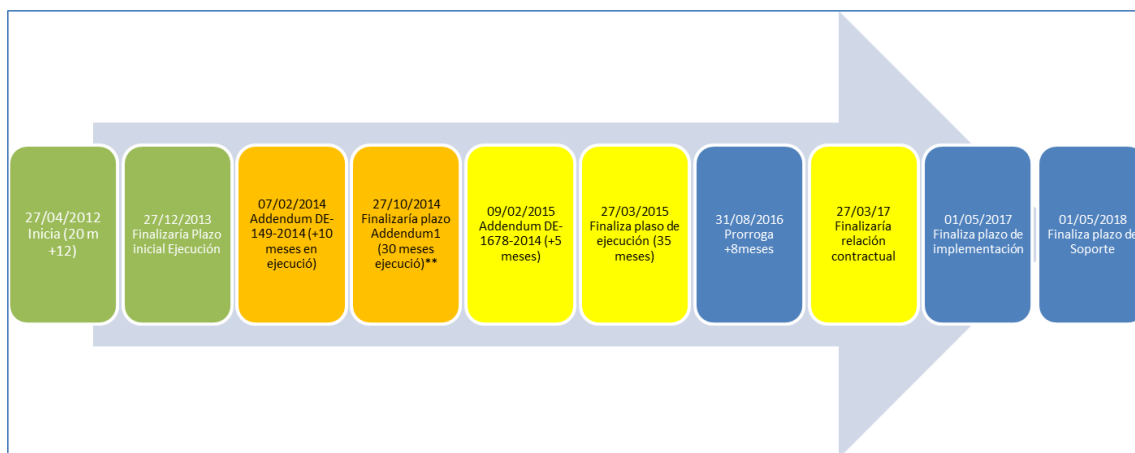 27/04/2012
Inicia (20 m
+12)
27/12/2013
Finalizaría Plazo
inicial Ejecución
07/02/2014
Addendum DE-
149-2014 (+10
meses en
ejecució)
27/10/2014
Finalizaría plazo
Addendum1
(30 meses
ejecució)**
09/02/2015
Addendum DE-
1678-2014 (+5
meses)
27/03/2015
Finaliza plaso de
ejecución (35
meses)
31/08/2016
Prorroga
+8meses
27/03/17
Finalizaría
relación
contractual
01/05/2017
Finaliza plazo de
implementación
01/05/2018
Finaliza plazo de
Soporte